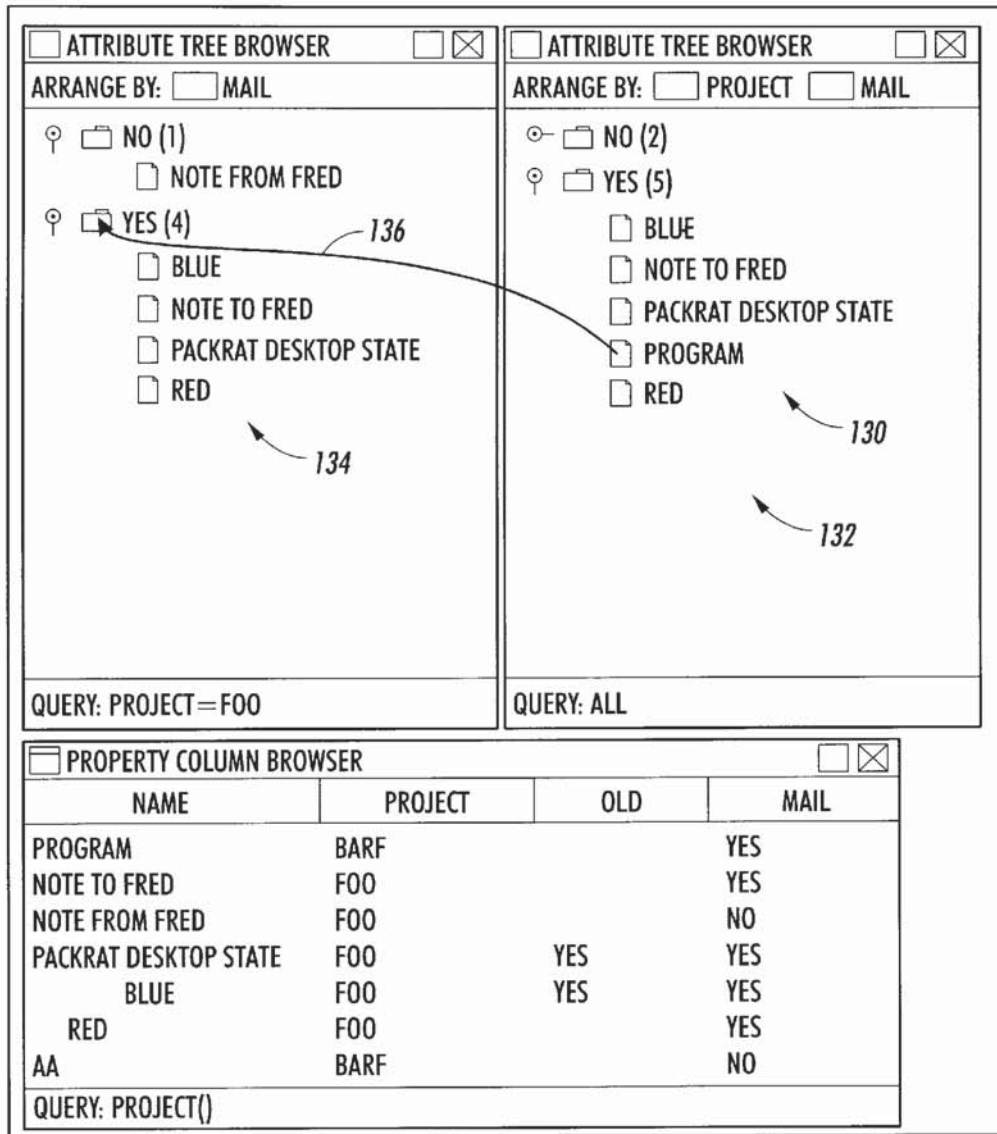 ATTRIBUTE TREE BROWSER
ARRANGE BY: MAIL
NO (1)
NOTE FROM FRED
YES (4)
BLUE
NOTE TO FRED
PACKRAT DESKTOP STATE
RED
134
136
QUERY: PROJECT=FOO
ATTRIBUTE TREE BROWSER
ARRANGE BY: PROJECT MAIL
NO (2)
YES (5)
BLUE
NOTE TO FRED
PACKRAT DESKTOP STATE
PROGRAM
RED
130
132
QUERY: ALL
PROPERTY COLUMN BROWSER
NAME PROJECT OLD MAIL
PROGRAM BARF YES
NOTE TO FRED FOO YES
NOTE FROM FRED FOO NO
PACKRAT DESKTOP STATE FOO YES YES
BLUE FOO YES YES
RED FOO YES
AA BARF NO
QUERY: PROJECT()